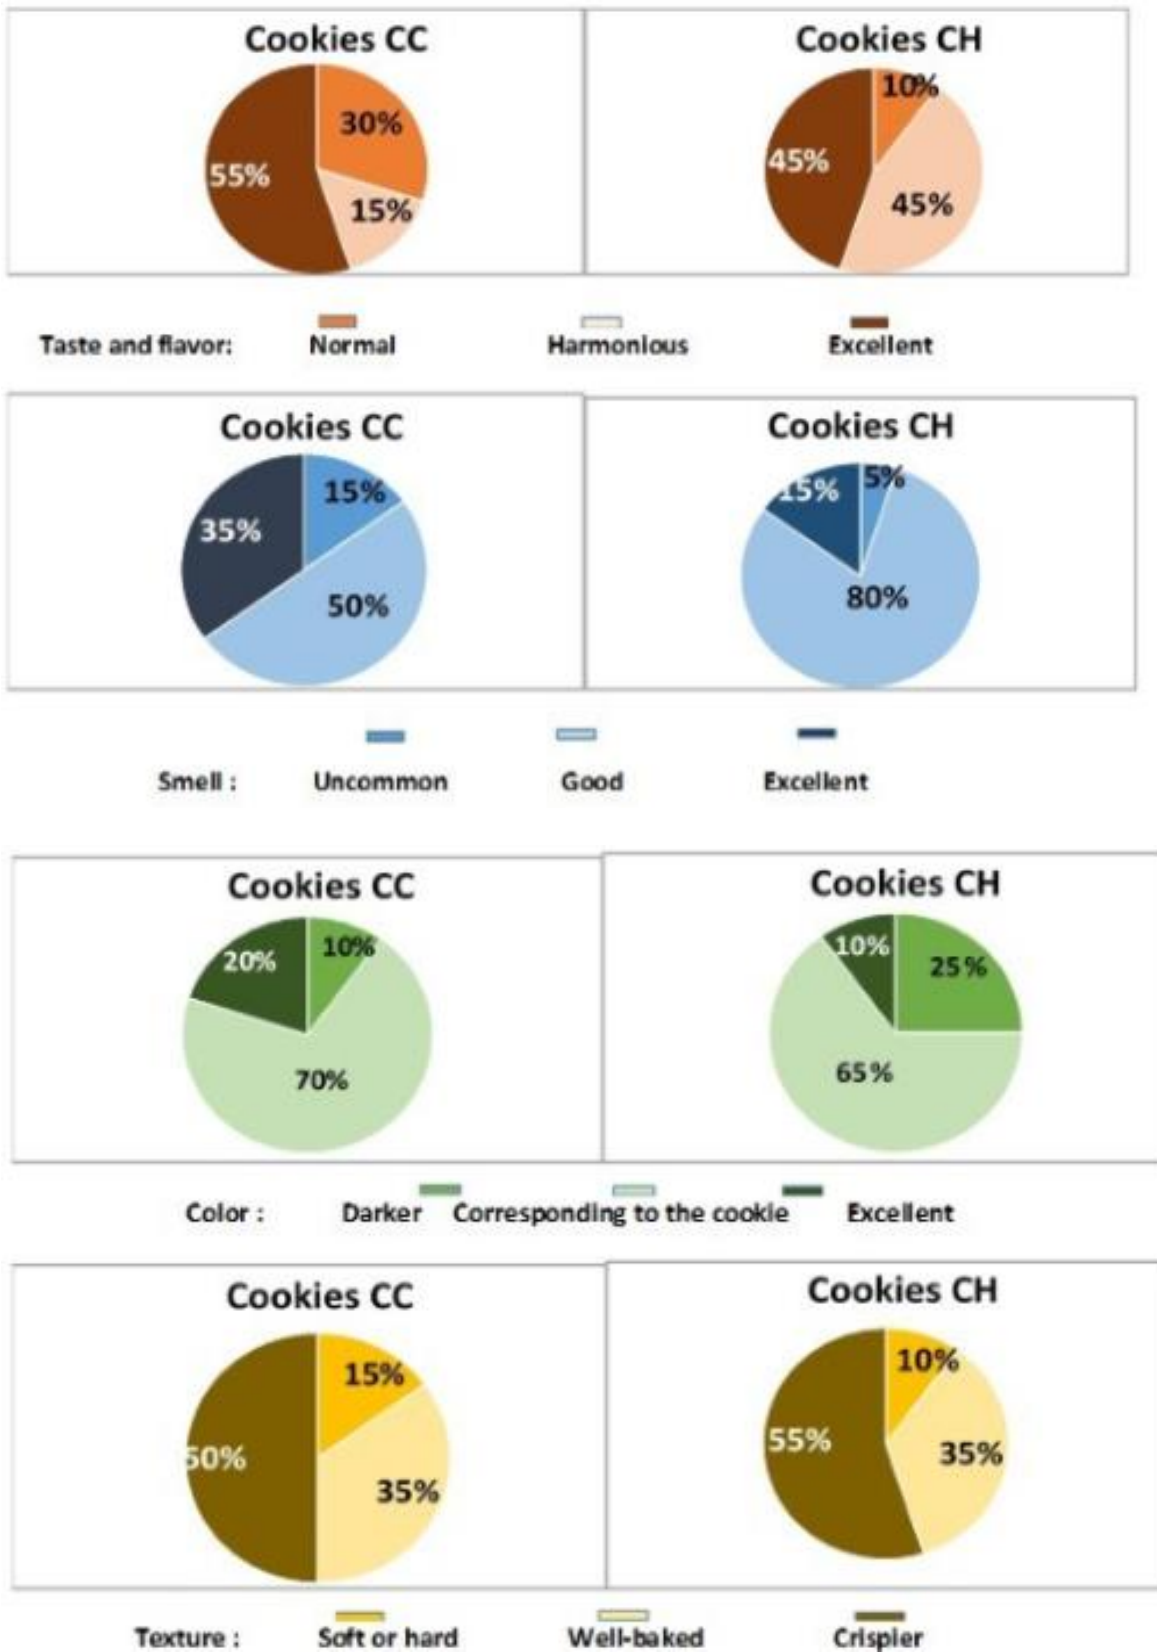 Cookies CC
Cookies CH
30%
55%
15%
10%
45%
45%
Taste and flavor: Normal Harmonious Excellent
Cookies CC
Cookies CH
15%
35%
50%
15%
5%
80%
Smell : Uncommon Good Excellent
Cookies CC
Cookies CH
20%
10%
70%
10%
25%
65%
Color : Darker Corresponding to the cookie Excellent
Cookies CC
Cookies CH
15%
50%
35%
10%
55%
35%
Texture : Soft or hard Well-baked Crispier